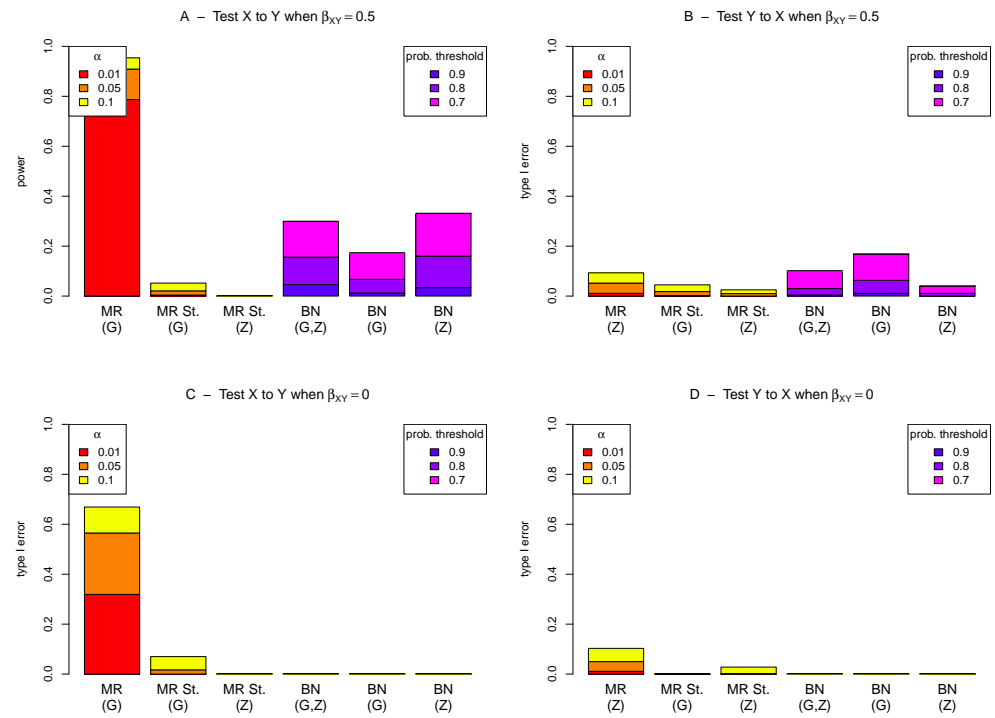 A – Test X to Y when βXY = 0.5
power
0.0
0.2
0.4
0.6
0.8
1.0
α
0.01
0.05
0.1
prob. threshold
0.9
0.8
0.7
MR MR St. MR St. BN BN BN
(G) (G) (Z) (G,Z) (G) (Z)
B – Test Y to X when βXY = 0.5
type I error
0.0
0.2
0.4
0.6
0.8
1.0
α
0.01
0.05
0.1
prob. threshold
0.9
0.8
0.7
MR MR St. MR St. BN BN BN
(Z) (G) (Z) (G,Z) (G) (Z)
C – Test X to Y when βXY = 0
type I error
0.0
0.2
0.4
0.6
0.8
1.0
α
0.01
0.05
0.1
prob. threshold
0.9
0.8
0.7
MR MR St. MR St. BN BN BN
(G) (G) (Z) (G,Z) (G) (Z)
D – Test Y to X when βXY = 0
type I error
0.0
0.2
0.4
0.6
0.8
1.0
α
0.01
0.05
0.1
prob. threshold
0.9
0.8
0.7
MR MR St. MR St. BN BN BN
(Z) (G) (Z) (G,Z) (G) (Z)